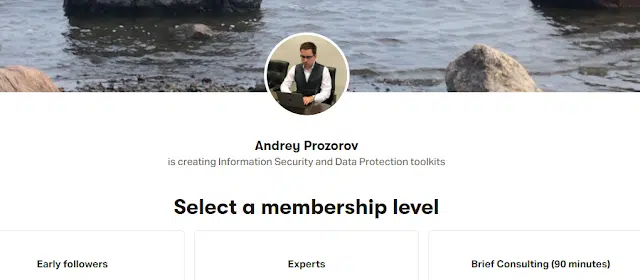 Andrey Prozorov
is creating Information Security and Data Protection toolkits
Select a membership level
Early followers
Experts
Brief Consulting (90 minutes)